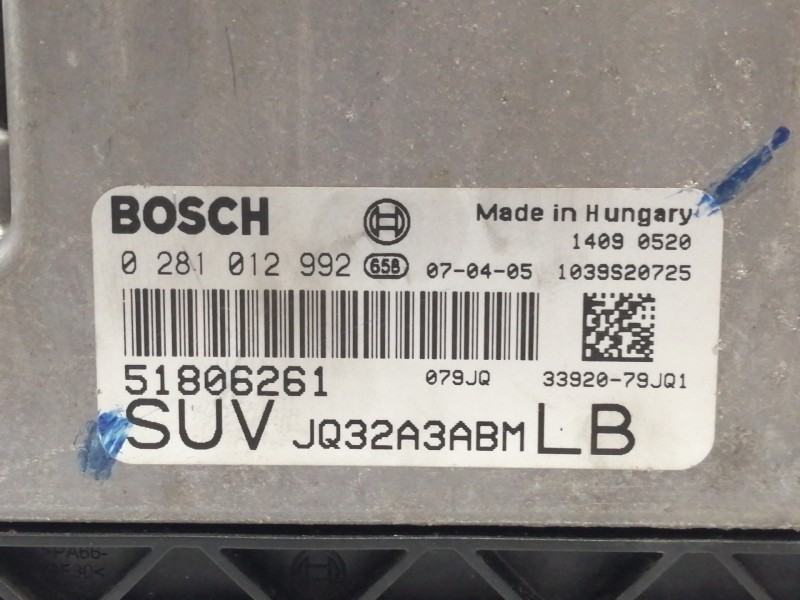 BOSCH
Made in Hungary
1409 0520
0 281 012 992 658 07-04-05 1039S20725
51806261 079JQ 33920-79JQ1
SUV JQ32A3ABM LB
>PA66-